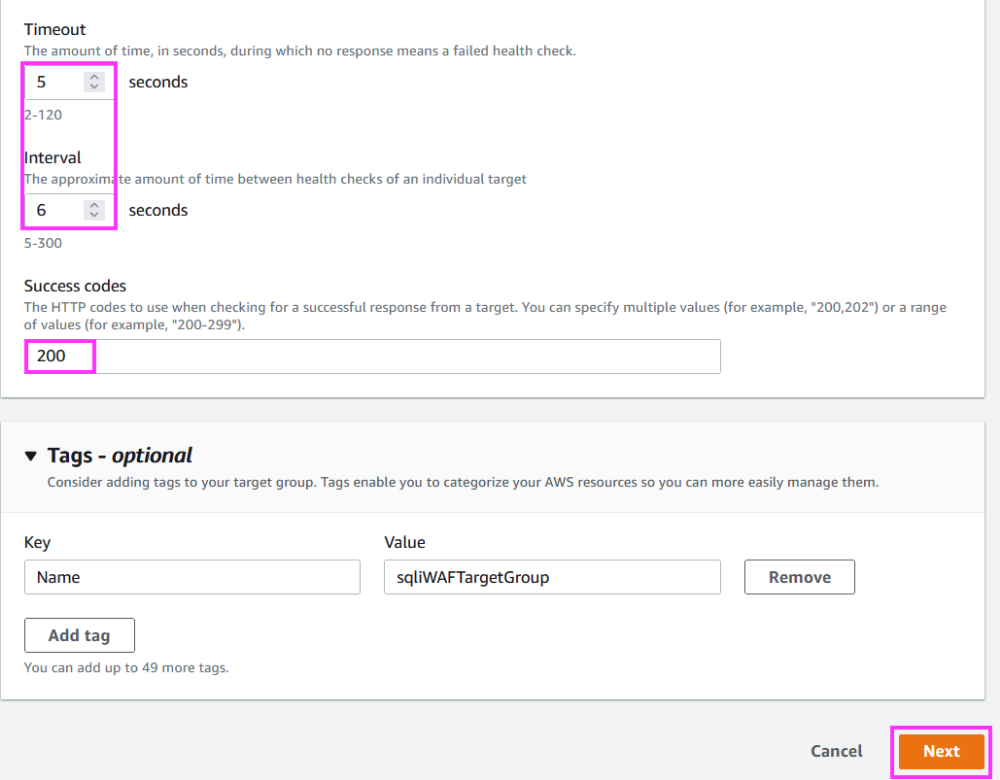 Timeout
The amount of time, in seconds, during which no response means a failed health check.
5 seconds
2-120
Interval
The approximate amount of time between health checks of an individual target
6 seconds
5-300
Success codes
The HTTP codes to use when checking for a successful response from a target. You can specify multiple values (for example, "200,202") or a range
of values (for example, "200-299").
200
Tags - optional
Consider adding tags to your target group. Tags enable you to categorize your AWS resources so you can more easily manage them.
Key Value
Name sqliWAFTargetGroup Remove
Add tag
You can add up to 49 more tags.
Cancel Next